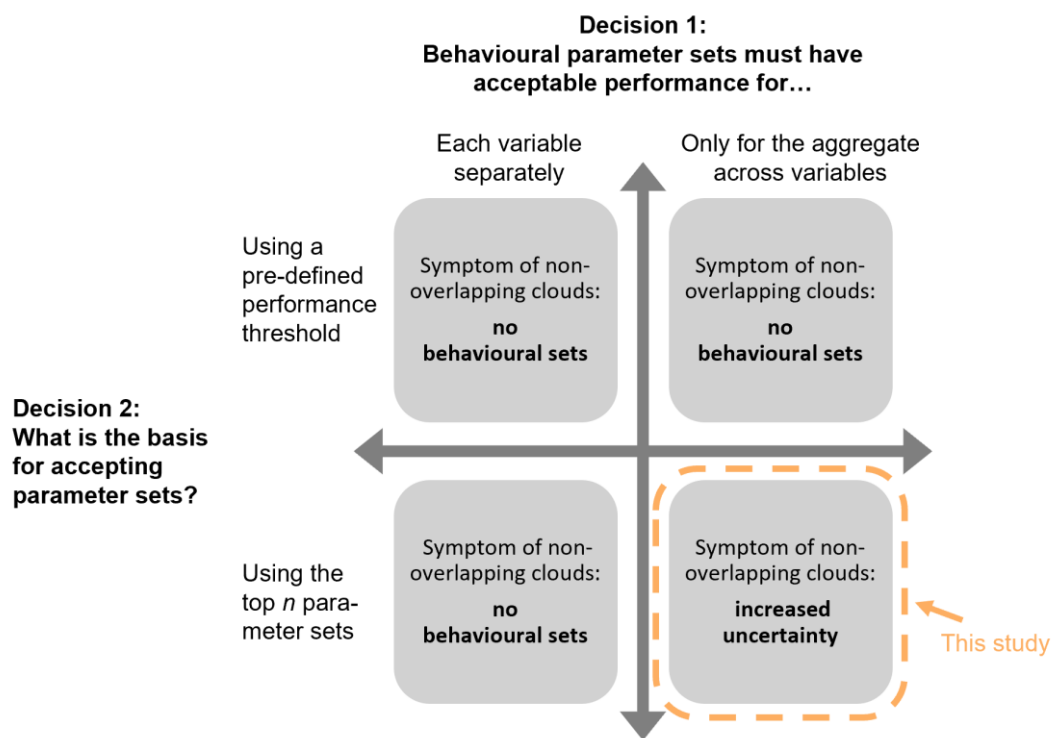 Decision 1:
Behavioural parameter sets must have
acceptable performance for…
Each variable
separately
Only for the aggregate
across variables
Using a
pre-defined
performance
threshold
Symptom of non-
overlapping clouds:
no
behavioural sets
Symptom of non-
overlapping clouds:
no
behavioural sets
Decision 2:
What is the basis
for accepting
parameter sets?
Using the
top n para-
meter sets
Symptom of non-
overlapping clouds:
no
behavioural sets
Symptom of non-
overlapping clouds:
increased
uncertainty
This study